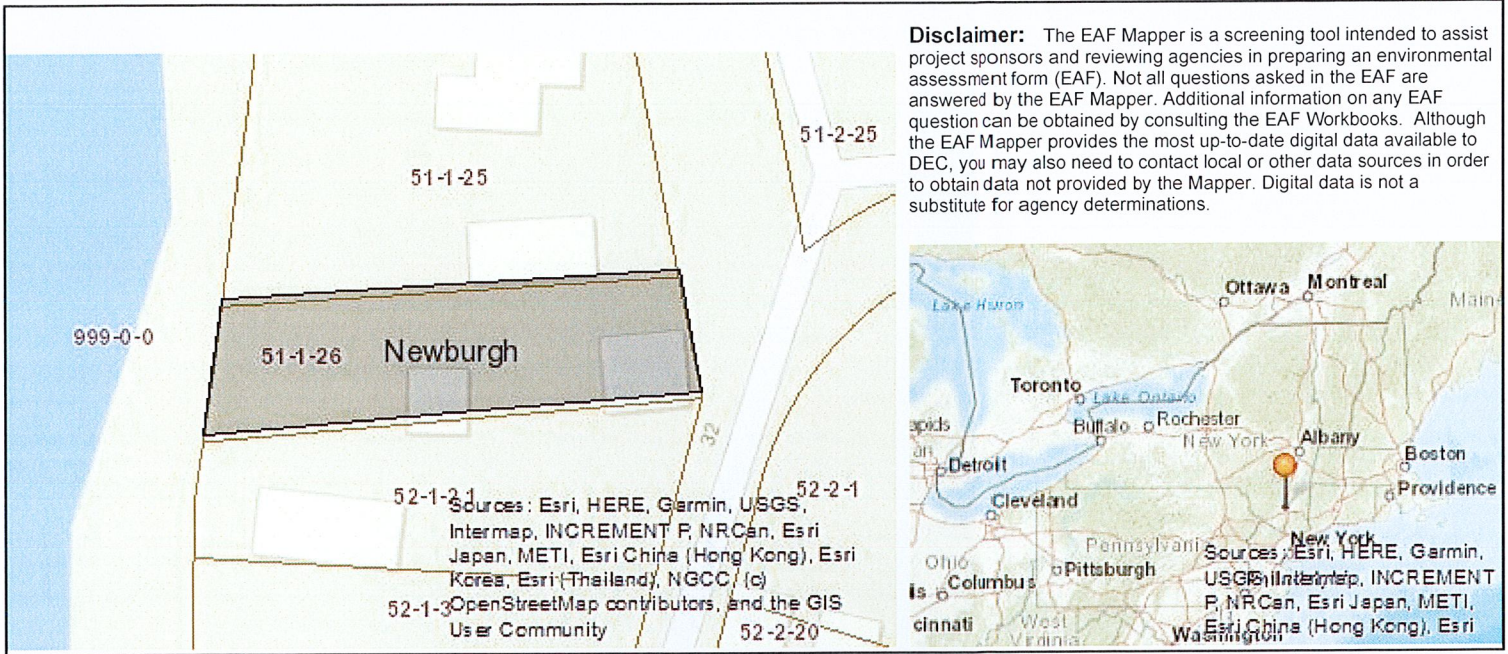 Disclaimer: The EAF Mapper is a screening tool intended to assist
project sponsors and reviewing agencies in preparing an environmental
assessment form (EAF). Not all questions asked in the EAF are
answered by the EAF Mapper. Additional information on any EAF
question can be obtained by consulting the EAF Workbooks. Although
the EAF Mapper provides the most up-to-date digital data available to
DEC, you may also need to contact local or other data sources in order
to obtain data not provided by the Mapper. Digital data is not a
substitute for agency determinations.
51-2-25
51-1-25
999-0-0
51-1-26
Newburgh
32
52-1-2.1
52-2-1
Sources: Esri, HERE, Garmin, USGS,
Intermap, INCREMENT P, NRCan, Esri
Japan, METI, Esri China (Hong Kong), Esri
Korea, Esri (Thailand), NGCC, (c)
OpenStreetMap contributors, and the GIS
User Community
52-1-3
52-2-20
Ottawa
Montreal
Main
Lake Huron
Toronto
Lake Ontario
Buffalo
Rochester
New York
Albany
apids
an
Detroit
Boston
Providence
Cleveland
New York
Pennsylvani
Ohio
Pittsburgh
is
Columbus
cinnati
West
Virginia
Washington
Sources: Esri, HERE, Garmin,
USGS, Intermap, INCREMENT
P, NRCan, Esri Japan, METI,
Esri China (Hong Kong), Esri